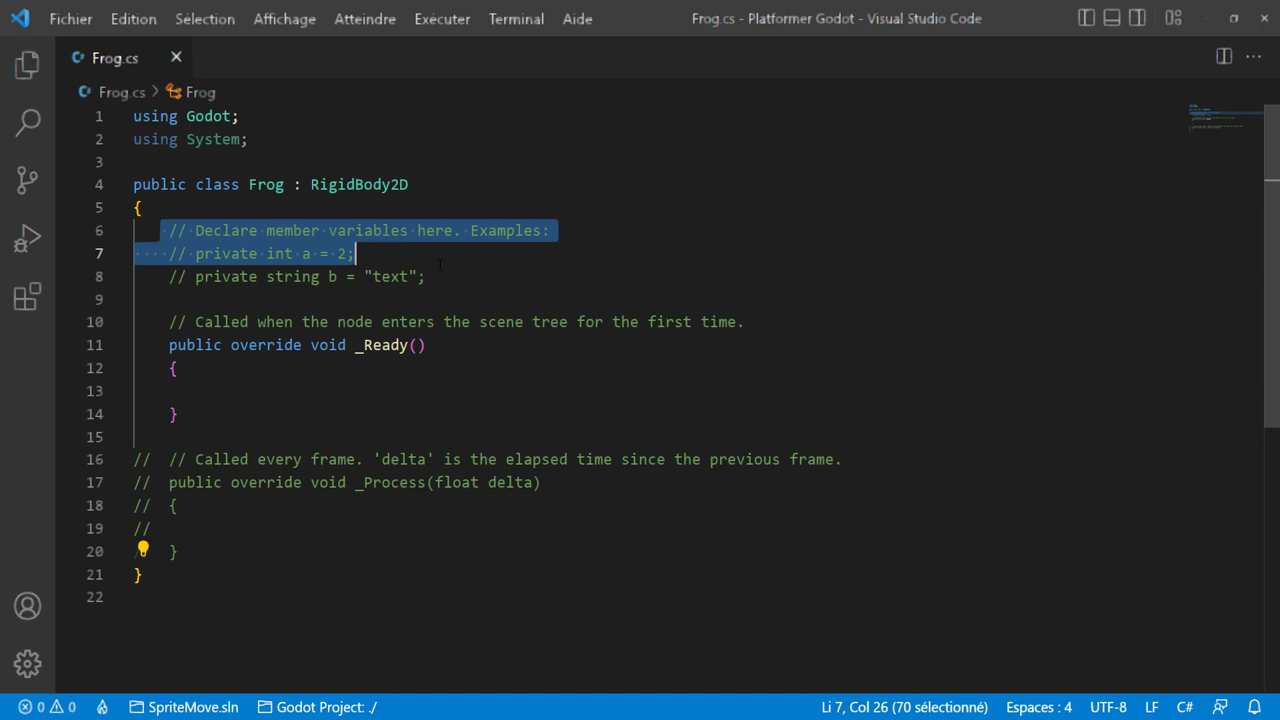 Fichier Edition Sélection Affichage Atteindre Exécuter Terminal Aide Frog.cs - Platformer Godot - Visual Studio Code
Frog.cs
Frog.cs > Frog
1 using Godot;
2 using System;
3
4 public class Frog : RigidBody2D
5 {
6 // Declare member variables here. Examples:
7 // private int a = 2;
8 // private string b = "text";
9
10 // Called when the node enters the scene tree for the first time.
11 public override void _Ready()
12 {
13
14 }
15
16 // // Called every frame. 'delta' is the elapsed time since the previous frame.
17 // public override void _Process(float delta)
18 // {
19 //
20 // }
21 }
22
0 0 SpriteMove.sln Godot Project: ./ Li 7, Col 26 (70 sélectionné) Espaces : 4 UTF-8 LF C#